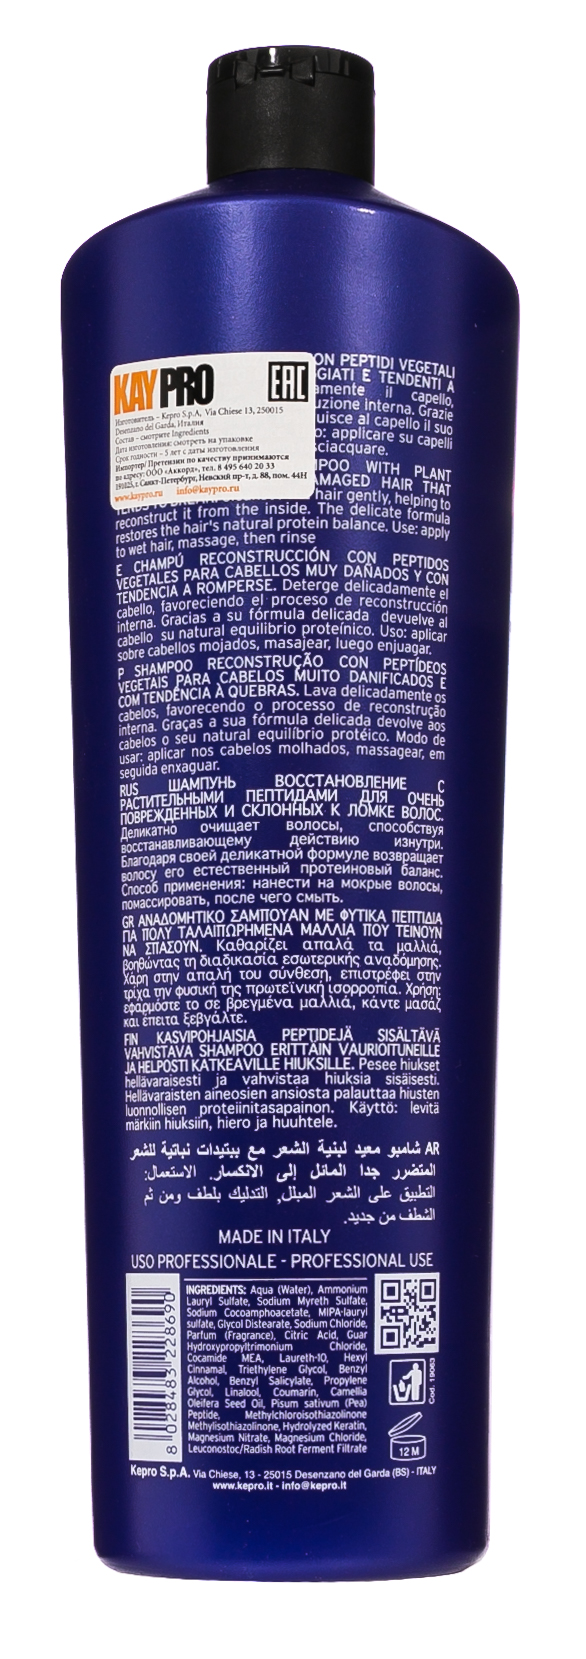 KAYPRO EAC
Изготовитель – Kepro S.p.A, Via Chiese 13, 250015
Desenzano del Garda, Италия
Состав – смотрите Ingredients
Дата изготовления: смотреть на упаковке
Срок годности – 5 лет с даты изготовления
Импортер/ Претензии по качеству принимаются
по адресу: ООО «Аккорд», тел. 8 495 640 20 33
191025, г. Санкт-Петербург, Невский пр-т, д. 88, пом. 44Н
www.kaypro.ru info@kaypro.ru
CON PEPTIDI VEGETALI
E TENDENTI A
il capello,
interna. Grazie
al capello il suo
applicare su capelli
WITH PLANT
HAIR THAT
hair gently, helping to
reconstruct it from the inside. The delicate formula
restores the hair's natural protein balance. Use: apply
to wet hair, massage, then rinse
E CHAMPÚ RECONSTRUCCIÓN CON PEPTIDOS
VEGETALES PARA CABELLOS MUY DAÑADOS Y CON
TENDENCIA A ROMPERSE. Deterge delicadamente el
cabello, favoreciendo el proceso de reconstrucción
interna. Gracias a su fórmula delicada devuelve al
cabello su natural equilibrio proteínico. Uso: aplicar
sobre cabellos mojados, masajear, luego enjuagar.
P SHAMPOO RECONSTRUÇÃO COM PEPTÍDEOS
VEGETAIS PARA CABELOS MUITO DANIFICADOS E
COM TENDÊNCIA À QUEBRAS. Lava delicadamente os
cabelos, favorecendo o processo de reconstrução
interna. Graças a sua fórmula delicada devolve aos
cabelos o seu natural equilíbrio protéico. Modo de
usar: aplicar nos cabelos molhados, massagear, em
seguida enxaguar.
RUS ШАМПУНЬ ВОССТАНОВЛЕНИЕ С
РАСТИТЕЛЬНЫМИ ПЕПТИДАМИ ДЛЯ ОЧЕНЬ
ПОВРЕЖДЕННЫХ И СКЛОННЫХ К ЛОМКЕ ВОЛОС.
Деликатно очищает волосы, способствуя
восстанавливающему действию изнутри.
Благодаря своей деликатной формуле возвращает
волосу его естественный протеиновый баланс.
Способ применения: нанести на мокрые волосы,
помассировать, после чего смыть.
GR ΑΝΑΔΟΜΗΤΙΚΟ ΣΑΜΠΟΥΑΝ ΜΕ ΦΥΤΙΚΑ ΠΕΠΤΙΔΙΑ
ΓΙΑ ΠΟΛΥ ΤΑΛΑΙΠΩΡΗΜΕΝΑ ΜΑΛΛΙΑ ΠΟΥ ΤΕΙΝΟΥΝ
ΝΑ ΣΠΑΣΟΥΝ. Καθαρίζει απαλά τα μαλλιά,
βοηθώντας τη διαδικασία εσωτερικής αναδόμησης.
Χάρη στην απαλή του σύνθεση, επιστρέφει στην
τρίχα την φυσική της πρωτεϊνική ισορροπία. Χρήση:
εφαρμόστε το σε βρεγμένα μαλλιά, κάντε μασάζ
και έπειτα ξεβγάλτε.
FIN KASVIPOHJAISIA PEPTIDEJÄ SISÄLTÄVÄ
VAHVISTAVA SHAMPOO ERITTÄIN VAURIOITUNEILLE
JA HELPOSTI KATKEAVILLE HIUKSILLE. Pesee hiukset
hellävaraisesti ja vahvistaa hiuksia sisäisesti.
Hellävaraisten aineosien ansiosta palauttaa hiusten
luonnollisen proteiinitasapainon. Käyttö: levitä
märkiin hiuksiin, hiero ja huuhtele.
AR شامبو معيد لبنية الشعر مع ببتيدات نباتية للشعر
المتضرر جدا المائل إلى الانكسار. الاستعمال:
التطبيق على الشعر المبلل, التدليك بلطف ومن ثم
الشطف من جديد.
MADE IN ITALY
USO PROFESSIONALE - PROFESSIONAL USE
INGREDIENTS: Aqua (Water), Ammonium
Lauryl Sulfate, Sodium Myreth Sulfate,
Sodium Cocoamphoacetate, MIPA-lauryl
sulfate, Glycol Distearate, Sodium Chloride,
Parfum (Fragrance), Citric Acid, Guar
Hydroxypropyltrimonium Chloride,
Cocamide MEA, Laureth-10, Hexyl
Cinnamal, Triethylene Glycol, Benzyl
Alcohol, Benzyl Salicylate, Propylene
Glycol, Linalool, Coumarin, Camellia
Oleifera Seed Oil, Pisum sativum (Pea)
Peptide, Methylchloroisothiazolinone
Methylisothiazolinone, Hydrolyzed Keratin,
Magnesium Nitrate, Magnesium Chloride,
Leuconostoc/Radish Root Ferment Filtrate
8 028483 228690
Cod. 19063
12 M
Kepro S.p.A. Via Chiese, 13 - 25015 Desenzano del Garda (BS) - ITALY
www.kepro.it - info@kepro.it